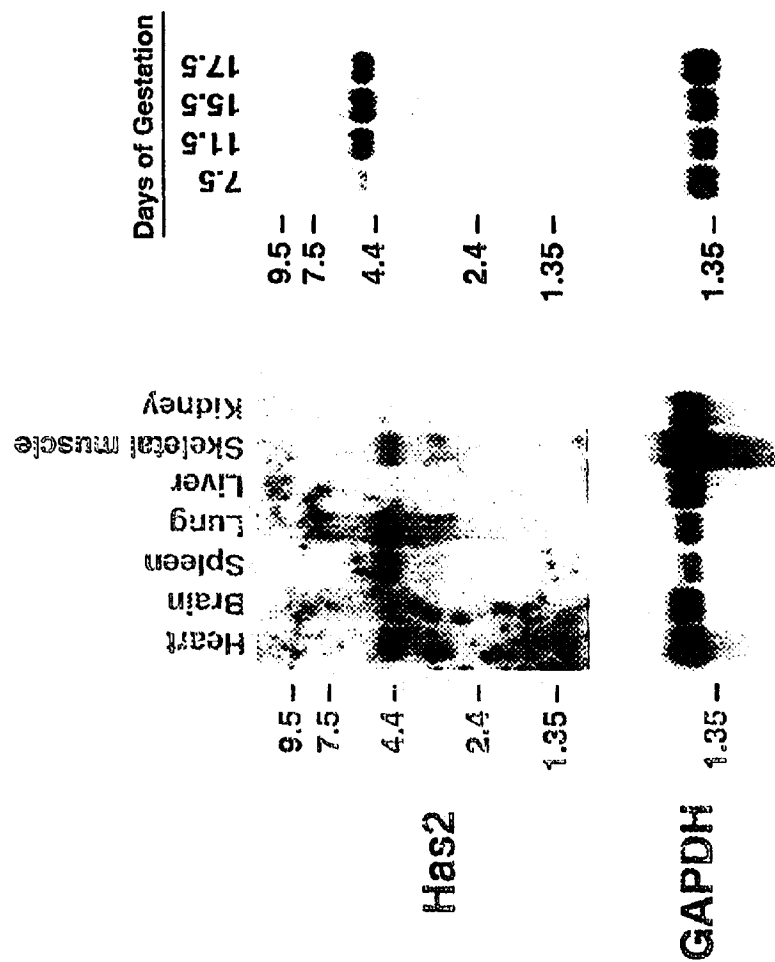 Days of Gestation
7.5 11.5 15.5 17.5
9.5 –
7.5 –
4.4 –
2.4 –
1.35 –
1.35 –
Heart Brain Spleen Lung Liver Skeletal muscle Kidney
9.5 –
7.5 –
4.4 –
2.4 –
1.35 –
1.35 –
Has2
GAPDH